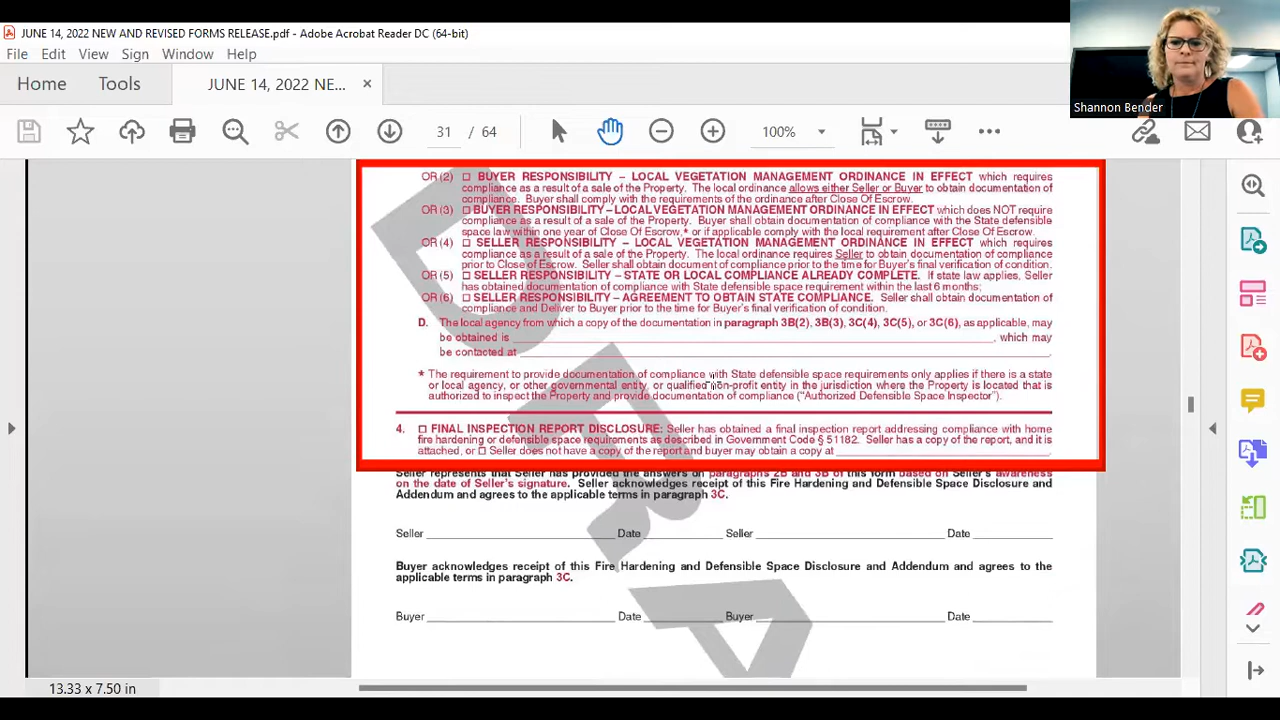 JUNE 14, 2022 NEW AND REVISED FORMS RELEASE.pdf - Adobe Acrobat Reader DC (64-bit)
File Edit View Sign Window Help
Home Tools JUNE 14, 2022 NE... ×
31 / 64 100%
Shannon Bender
OR (2) ☐ BUYER RESPONSIBILITY – LOCAL VEGETATION MANAGEMENT ORDINANCE IN EFFECT which requires
compliance as a result of a sale of the Property. The local ordinance allows either Seller or Buyer to obtain documentation of
compliance. Buyer shall comply with the requirements of the ordinance after Close Of Escrow.
OR (3) ☐ BUYER RESPONSIBILITY – LOCAL VEGETATION MANAGEMENT ORDINANCE IN EFFECT which does NOT require
compliance as a result of a sale of the Property. Buyer shall obtain documentation of compliance with the State defensible
space law within one year of Close Of Escrow,* or if applicable comply with the local requirement after Close Of Escrow.
OR (4) ☐ SELLER RESPONSIBILITY – LOCAL VEGETATION MANAGEMENT ORDINANCE IN EFFECT which requires
compliance as a result of a sale of the Property. The local ordinance requires Seller to obtain documentation of compliance
prior to Close of Escrow. Seller shall obtain document of compliance prior to the time for Buyer's final verification of condition.
OR (5) ☐ SELLER RESPONSIBILITY – STATE OR LOCAL COMPLIANCE ALREADY COMPLETE. If state law applies, Seller
has obtained documentation of compliance with State defensible space requirement within the last 6 months;
OR (6) ☐ SELLER RESPONSIBILITY – AGREEMENT TO OBTAIN STATE COMPLIANCE. Seller shall obtain documentation
of compliance and Deliver to Buyer prior to the time for Buyer's final verification of condition.
D. The local agency from which a copy of the documentation in paragraph 3B(2), 3B(3), 3C(4), 3C(5), or 3C(6), as applicable, may
be obtained is , which may
be contacted at .
* The requirement to provide documentation of compliance with State defensible space requirements only applies if there is a state
or local agency, or other governmental entity, or qualified non-profit entity in the jurisdiction where the Property is located that is
authorized to inspect the Property and provide documentation of compliance ("Authorized Defensible Space Inspector").
4. ☐ FINAL INSPECTION REPORT DISCLOSURE: Seller has obtained a final inspection report addressing compliance with home
fire hardening or defensible space requirements as described in Government Code § 51182. Seller has a copy of the report, and it is
attached, or ☐ Seller does not have a copy of the report and buyer may obtain a copy at .
Seller represents that Seller has provided the answers on paragraphs 2B and 3B of this form based on Seller's awareness
on the date of Seller's signature. Seller acknowledges receipt of this Fire Hardening and Defensible Space Disclosure and
Addendum and agrees to the applicable terms in paragraph 3C.
Seller Date Seller Date
Buyer acknowledges receipt of this Fire Hardening and Defensible Space Disclosure and Addendum and agrees to the
applicable terms in paragraph 3C.
Buyer Date Buyer Date
DRA
13.33 x 7.50 in